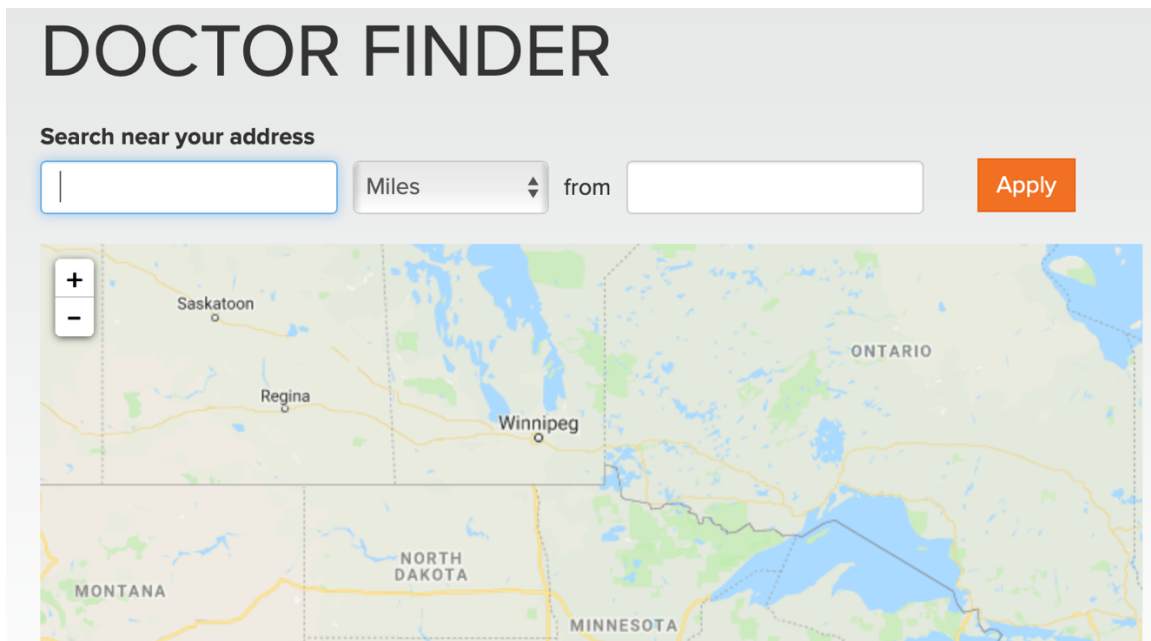 DOCTOR FINDER
Search near your address
Miles from Apply
+
Saskatoon
-
ONTARIO
Regina
Winnipeg
NORTH
DAKOTA
MONTANA
MINNESOTA